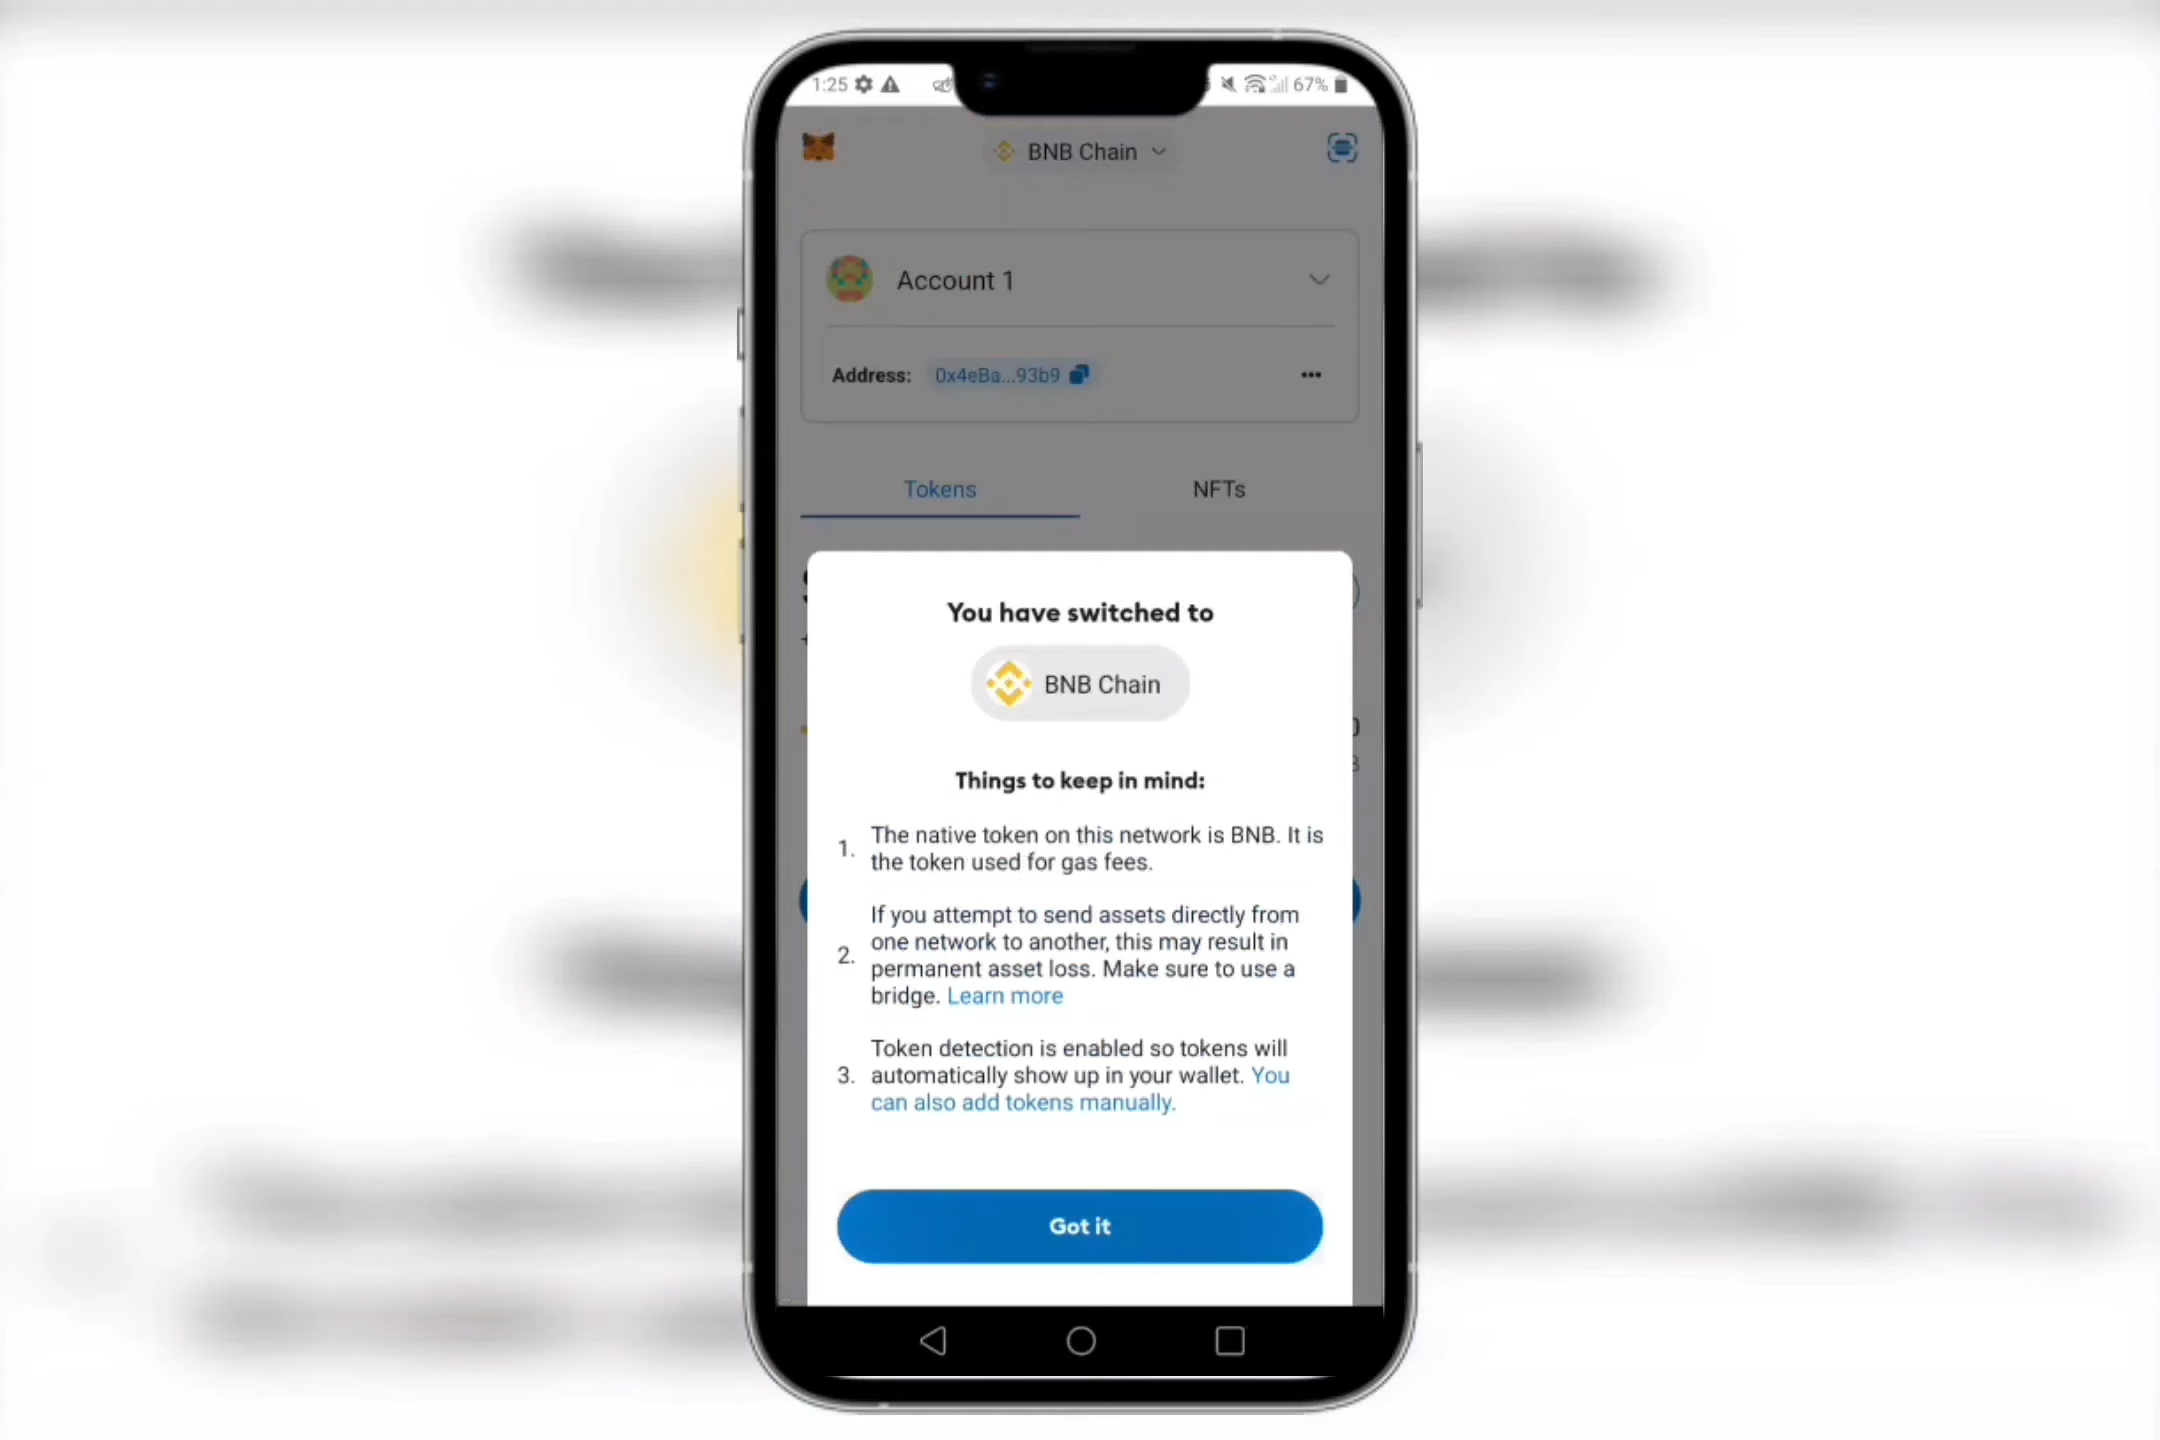 1:25 67%
BNB Chain
Account 1
Address: 0x4eBa...93b9
Tokens NFTs
You have switched to
BNB Chain
Things to keep in mind:
1. The native token on this network is BNB. It is
the token used for gas fees.
2. If you attempt to send assets directly from
one network to another, this may result in
permanent asset loss. Make sure to use a
bridge. Learn more
3. Token detection is enabled so tokens will
automatically show up in your wallet. You
can also add tokens manually.
Got it